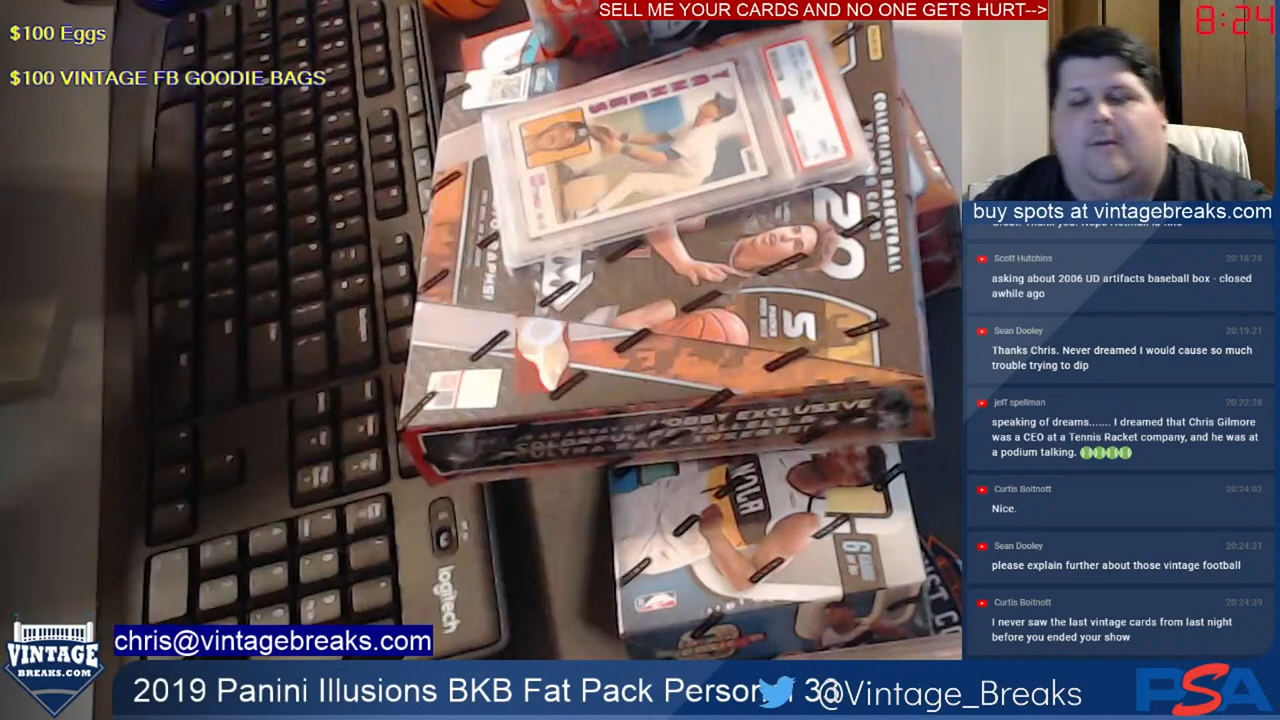 $100 Eggs
$100 VINTAGE FB GOODIE BAGS
SELL ME YOUR CARDS AND NO ONE GETS HURT-->
8:24
YANKEES
COLLEGIATE BASKETBALL
TRADING CARDS
20
5
HOBBY EXCLUSIVE
NOLA
6
logitech
buy spots at vintagebreaks.com
Scott Hutchins 20:18:28
asking about 2006 UD artifacts baseball box - closed
awhile ago
Sean Dooley 20:19:21
Thanks Chris. Never dreamed I would cause so much
trouble trying to dip
jeff spellman 20:22:28
speaking of dreams....... I dreamed that Chris Gilmore
was a CEO at a Tennis Racket company, and he was at
a podium talking.
Curtis Boitnott 20:24:02
Nice.
Sean Dooley 20:24:31
please explain further about those vintage football
Curtis Boitnott 20:24:39
I never saw the last vintage cards from last night
before you ended your show
chris@vintagebreaks.com
VINTAGE
BREAKS.COM
2019 Panini Illusions BKB Fat Pack Person
@Vintage_Breaks
PSA